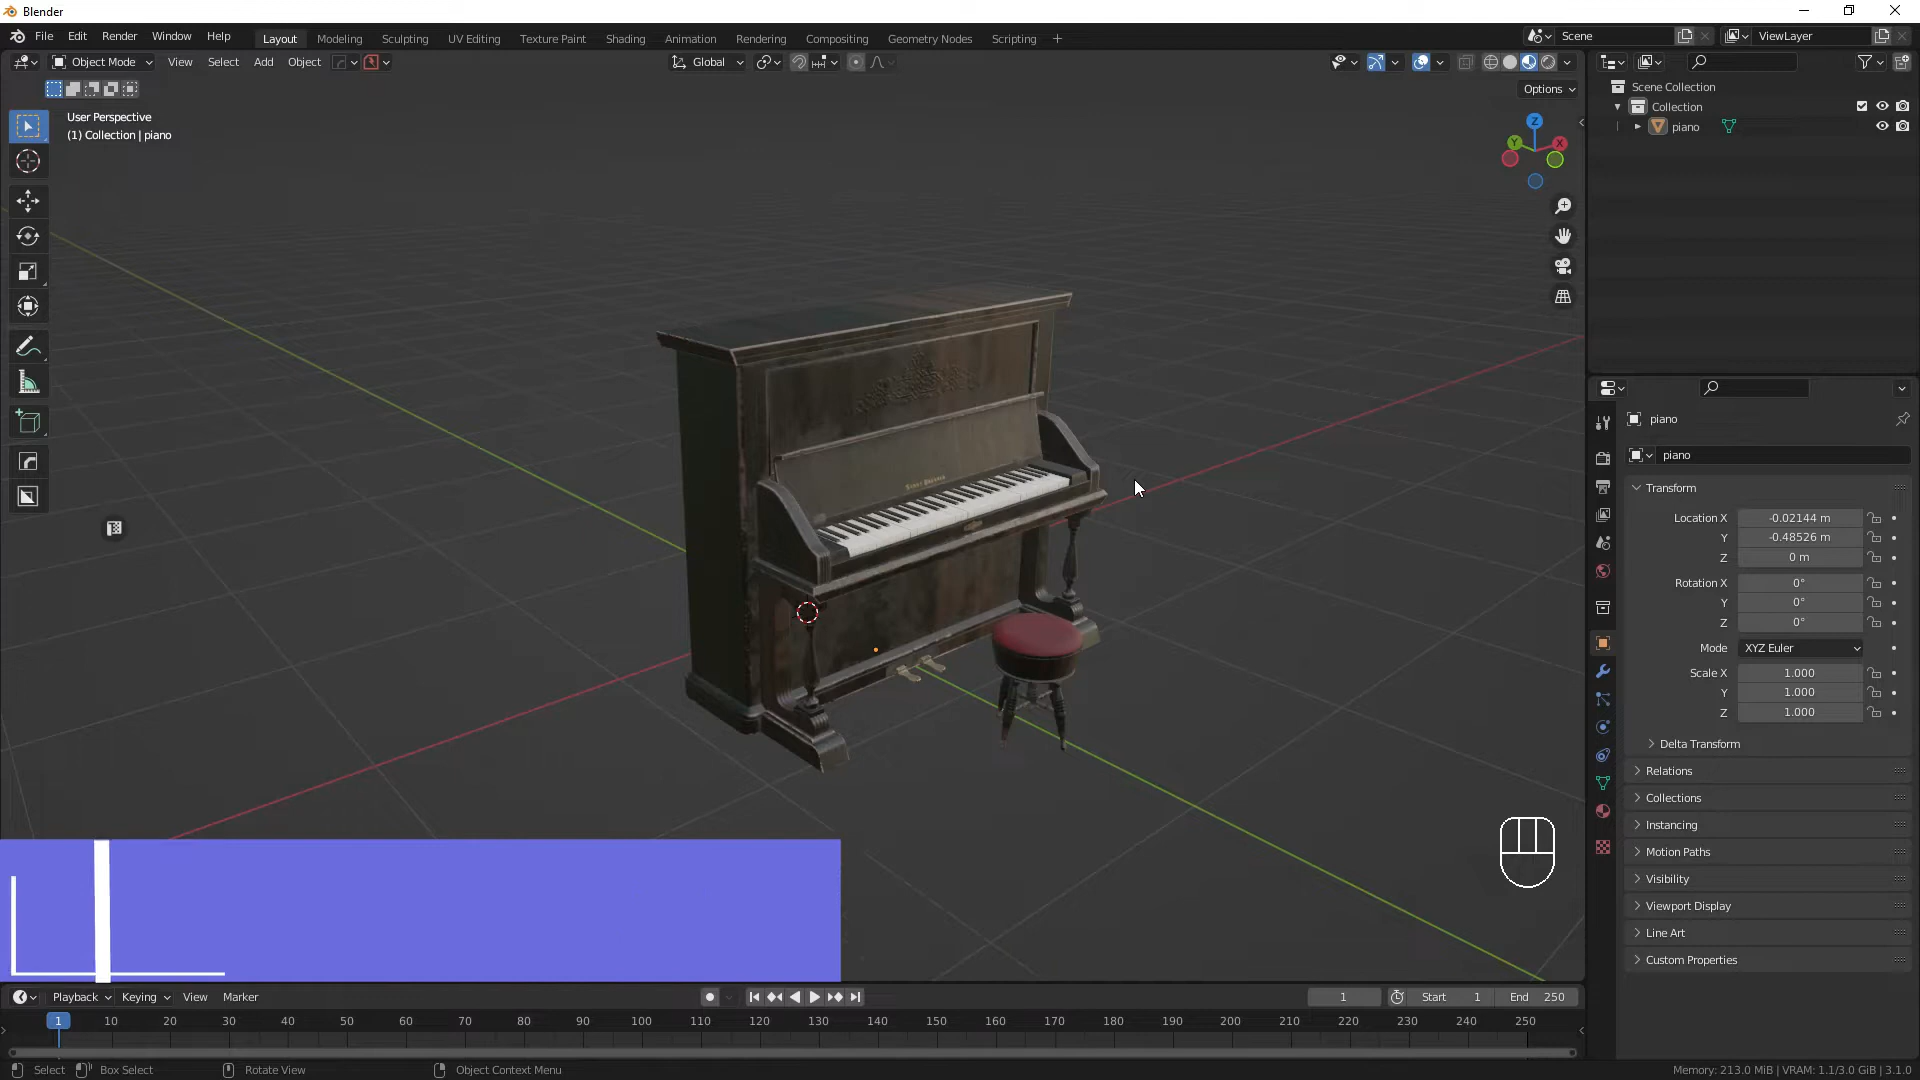 Blender
File Edit Render Window Help
Layout Modeling Sculpting UV Editing Texture Paint Shading Animation Rendering Compositing Geometry Nodes Scripting
Scene
ViewLayer
Object Mode View Select Add Object
Global
Options
User Perspective
(1) Collection | piano
Z
Y
X
Scene Collection
Collection
piano
piano
piano
Transform
Location X -0.02144 m
Y -0.48526 m
Z 0 m
Rotation X 0°
Y 0°
Z 0°
Mode XYZ Euler
Scale X 1.000
Y 1.000
Z 1.000
Delta Transform
Relations
Collections
Instancing
Motion Paths
Visibility
Viewport Display
Line Art
Custom Properties
Playback Keying View Marker
1
Start 1
End 250
1 10 20 30 40 50 60 70 80 90 100 110 120 130 140 150 160 170 180 190 200 210 220 230 240 250
Select Box Select Rotate View Object Context Menu
Memory: 213.0 MiB | VRAM: 1.1/3.0 GiB | 3.1.0